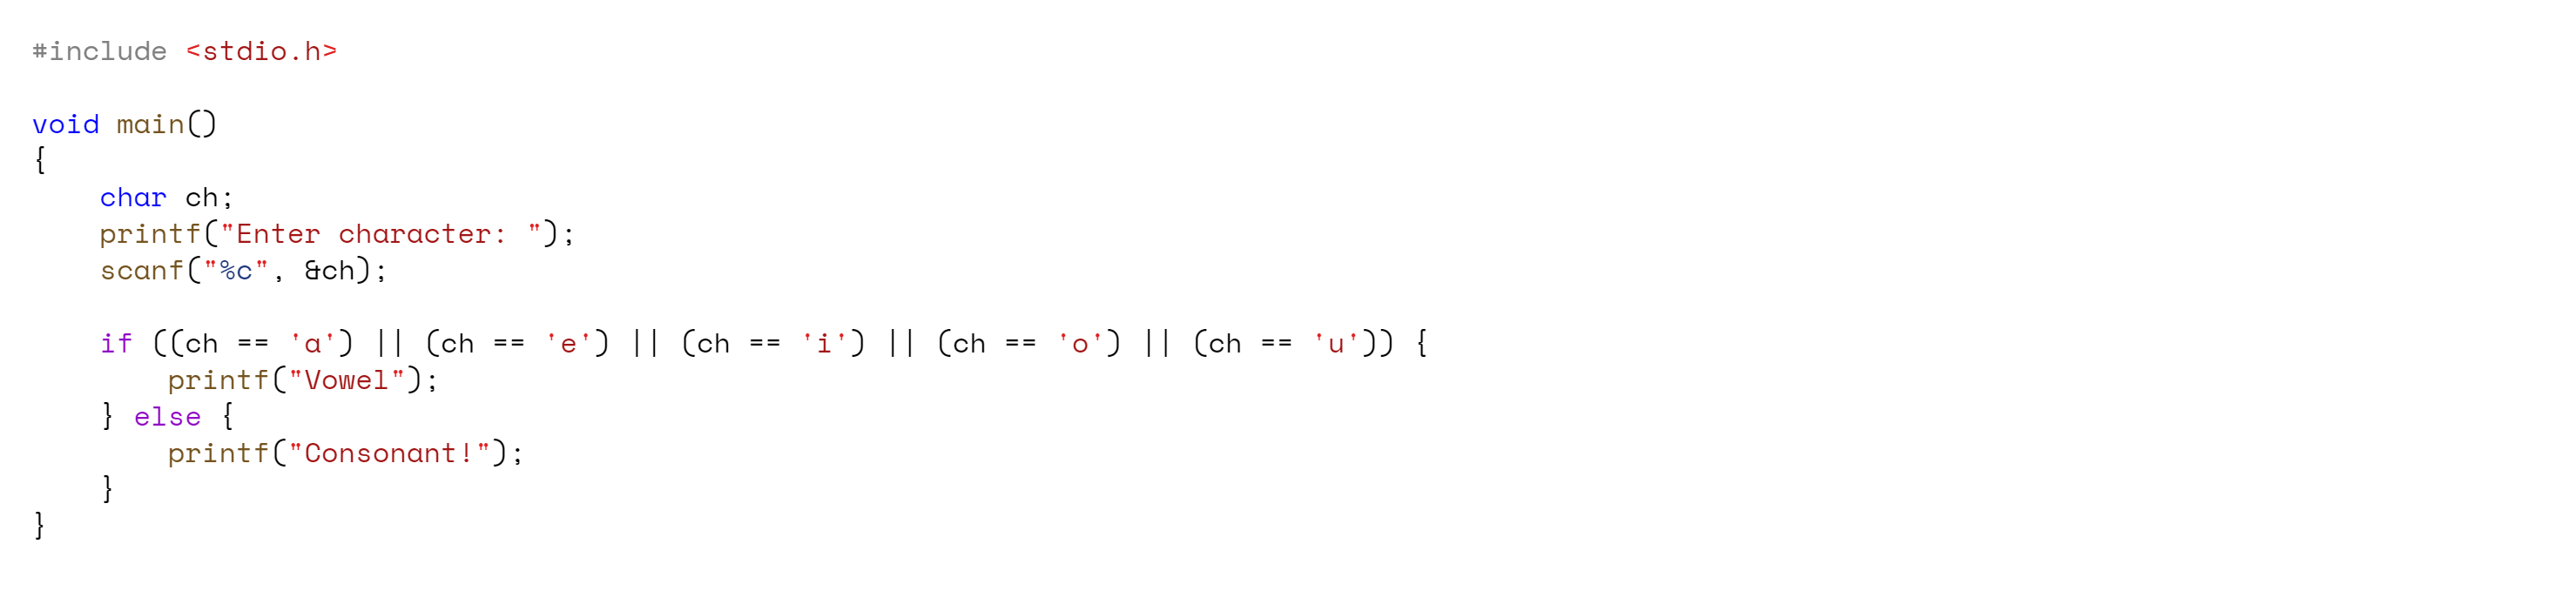 #include <stdio.h>
void main()
{
    char ch;
    printf("Enter character: ");
    scanf("%c", &ch);
    if ((ch == 'a') || (ch == 'e') || (ch == 'i') || (ch == 'o') || (ch == 'u')) {
        printf("Vowel");
    } else {
        printf("Consonant!");
    }
}